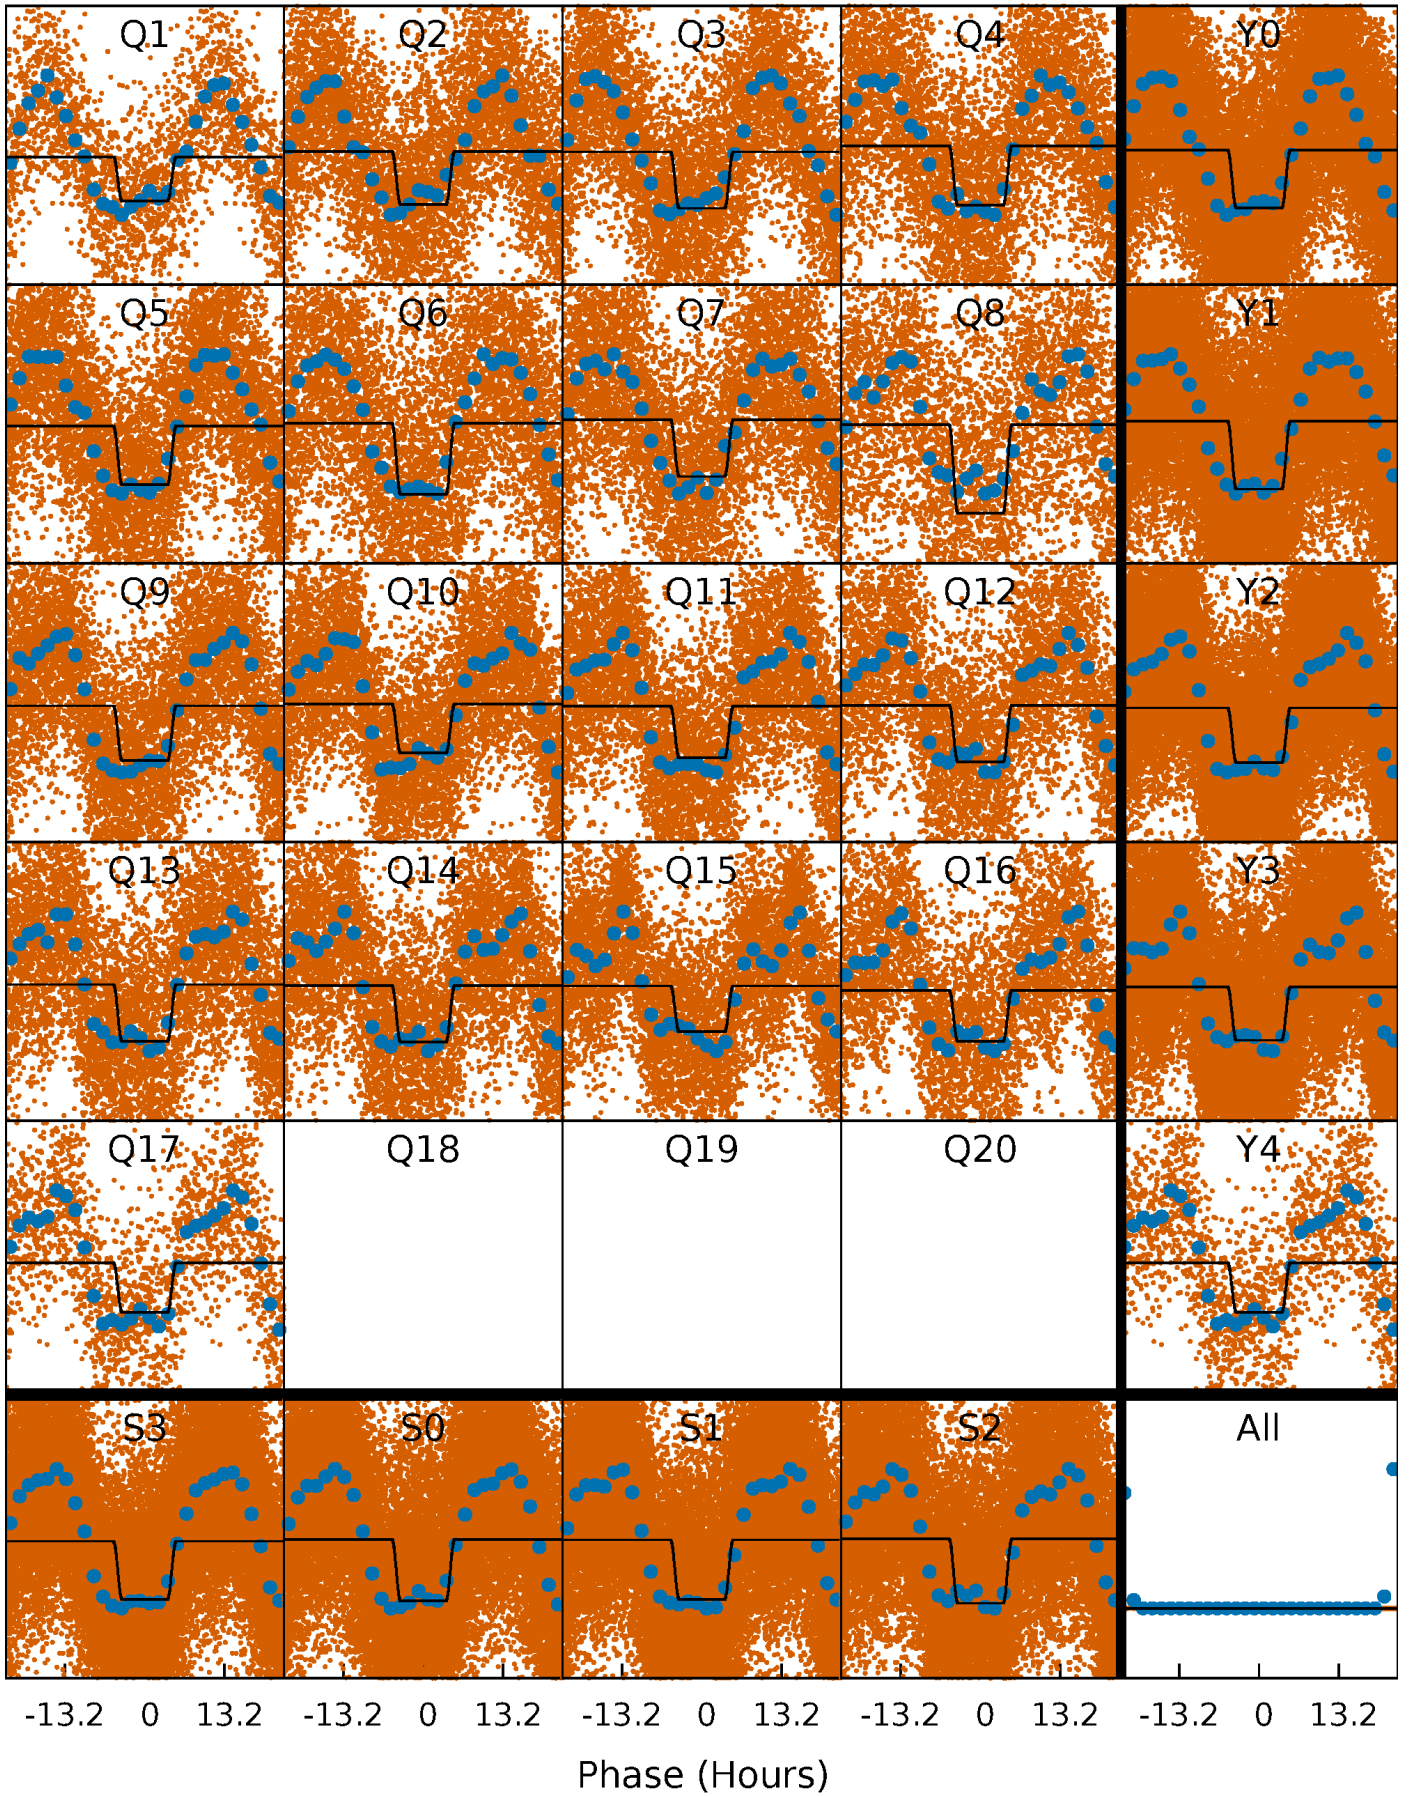 Q1 Q2 Q3 Q4 Y0
Q5 Q6 Q7 Q8 Y1
Q9 Q10 Q11 Q12 Y2
Q13 Q14 Q15 Q16 Y3
Q17 Q18 Q19 Q20 Y4
S3 S0 S1 S2 All
-13.2 0 13.2 -13.2 0 13.2 -13.2 0 13.2 -13.2 0 13.2 -13.2 0 13.2
Phase (Hours)